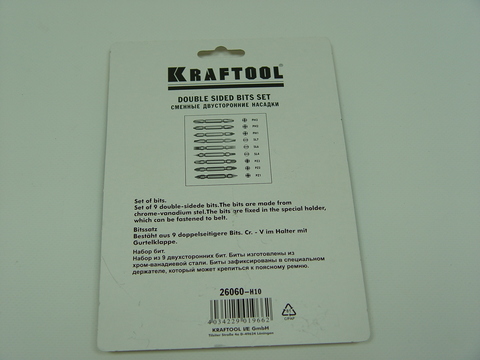 KRAFTOOL
DOUBLE SIDED BITS SET
СМЕННЫЕ ДВУСТОРОННИЕ НАСАДКИ
Set of bits.
Set of 9 double-sidede bits.The bits are made from
chrome-vanadium stel.The bits are fixed in the special holder,
which can be fastened to belt.
Bitssatz
Bestäht aus 9 doppelseitigere Bits. Cr. - V im Halter mit
Gurtelklappe.
Набор бит.
Набор из 9 двухсторонних бит. Биты изготовлены из
хром-ванадиевой стали. Биты зафиксированы в специальном
держателе, который может крепиться к поясному ремню.
26060-H10
4034229019662
KRAFTOOL I/E GmbH